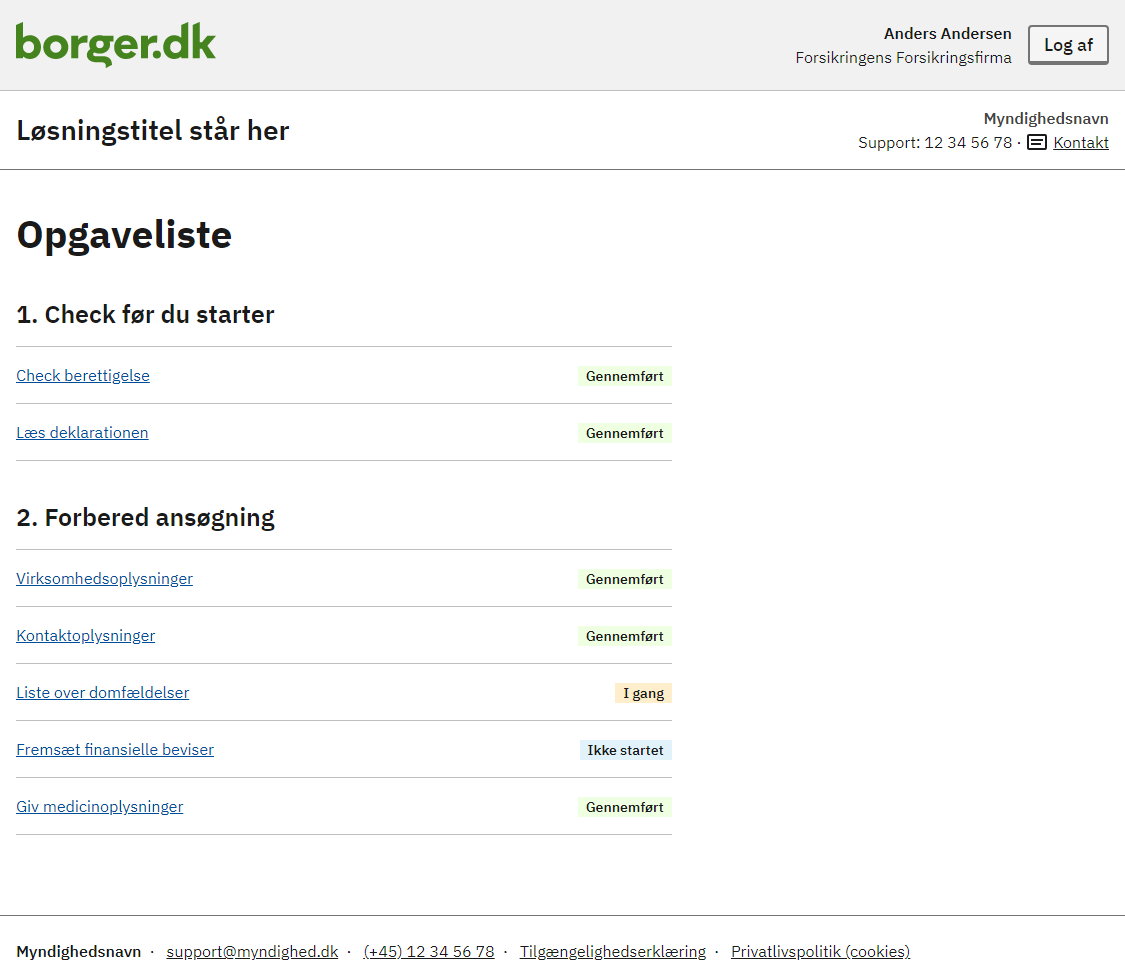 borger.dk
Anders Andersen
Forsikringens Forsikringsfirma
Log af
Løsningstitel står her
Myndighedsnavn
Support: 12 34 56 78 · Kontakt
Opgaveliste
1. Check før du starter
Check berettigelse Gennemført
Læs deklarationen Gennemført
2. Forbered ansøgning
Virksomhedsoplysninger Gennemført
Kontaktoplysninger Gennemført
Liste over domfældelser I gang
Fremsæt finansielle beviser Ikke startet
Giv medicinoplysninger Gennemført
Myndighedsnavn · support@myndighed.dk · (+45) 12 34 56 78 · Tilgængelighedserklæring · Privatlivspolitik (cookies)